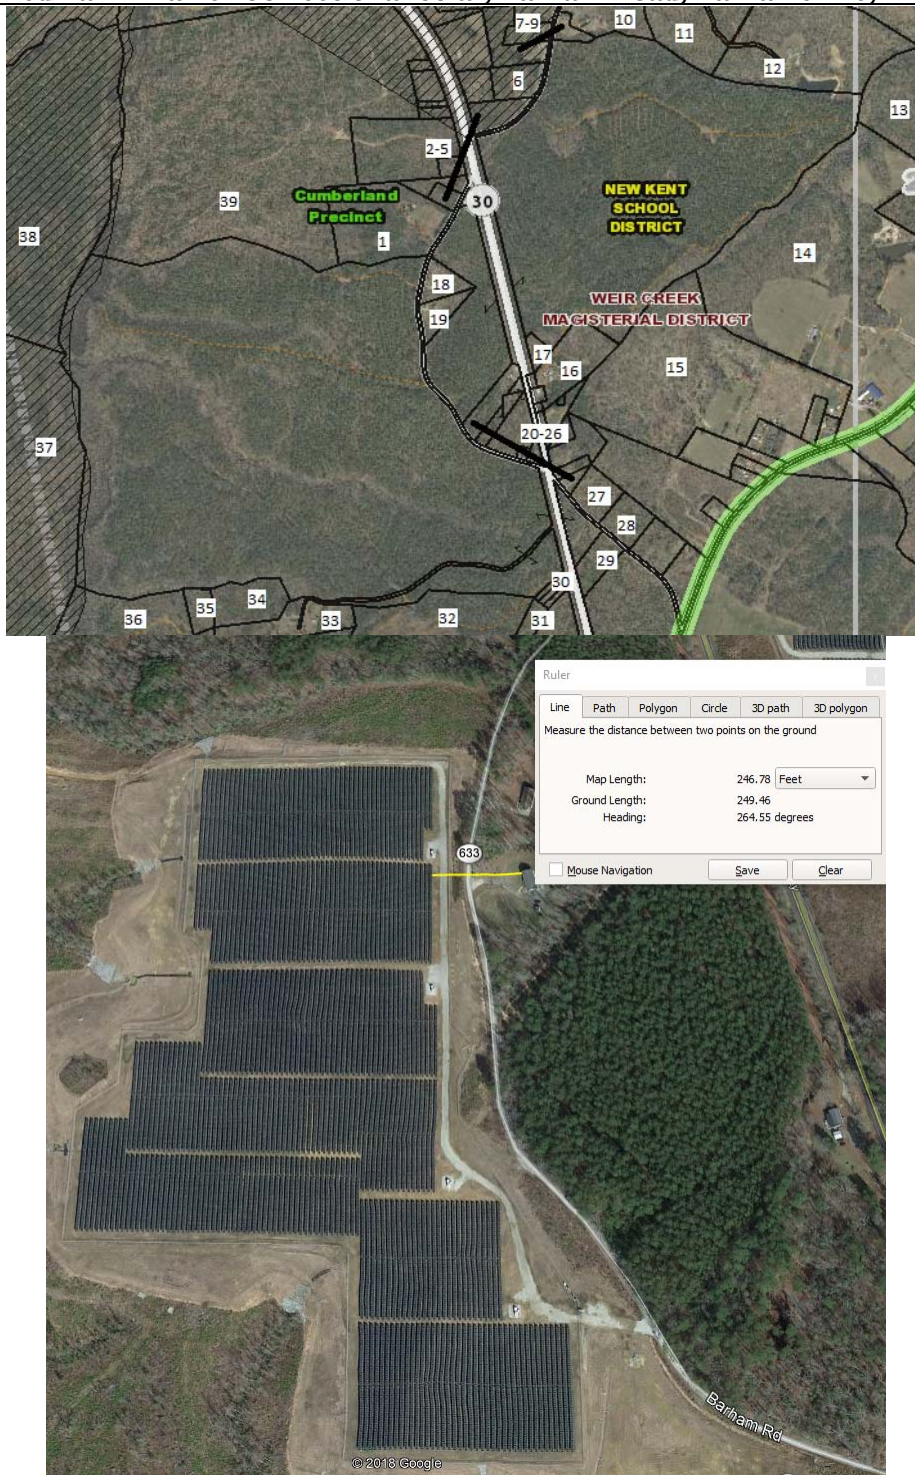 7-9
10
11
12
6
13
2-5
30
39
Cumberland
Precinct
NEW KENT
SCHOOL
DISTRICT
38
1
14
18
WEIR CREEK
MAGISTERIAL DISTRICT
19
17
16
15
20-26
37
27
28
29
30
34
35
36
33
32
31
Ruler
Line Path Polygon Circle 3D path 3D polygon
Measure the distance between two points on the ground
Map Length: 246.78 Feet
Ground Length: 249.46
Heading: 264.55 degrees
Mouse Navigation Save Clear
633
Barham Rd
© 2018 Google